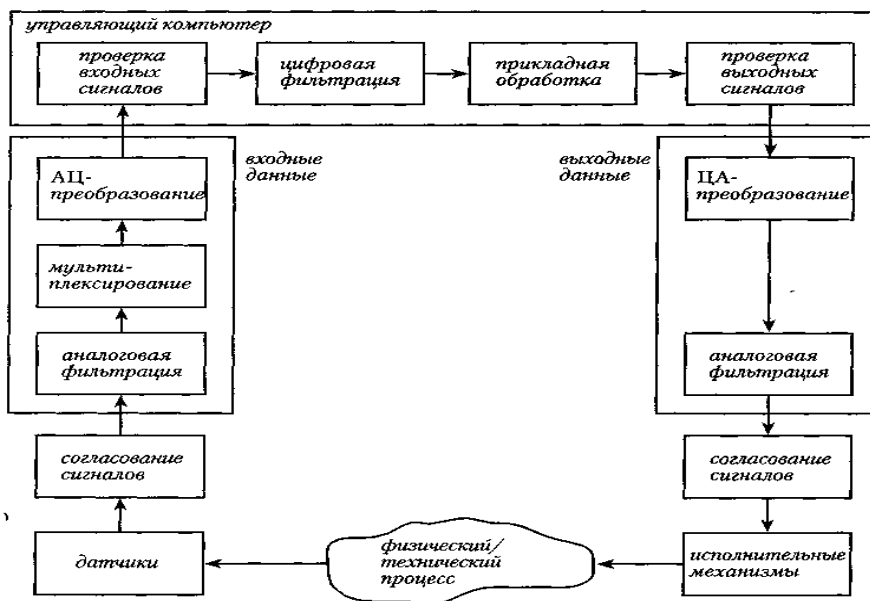 управляющий компьютер
проверка
входных
сигналов
цифровая
фильтрация
прикладная
обработка
проверка
выходных
сигналов
входные
данные
АЦ-
преобразование
мульти-
плексирование
аналоговая
фильтрация
согласование
сигналов
датчики
физический/
технический
процесс
выходные
данные
ЦА-
преобразование
аналоговая
фильтрация
согласование
сигналов
исполнительные
механизмы